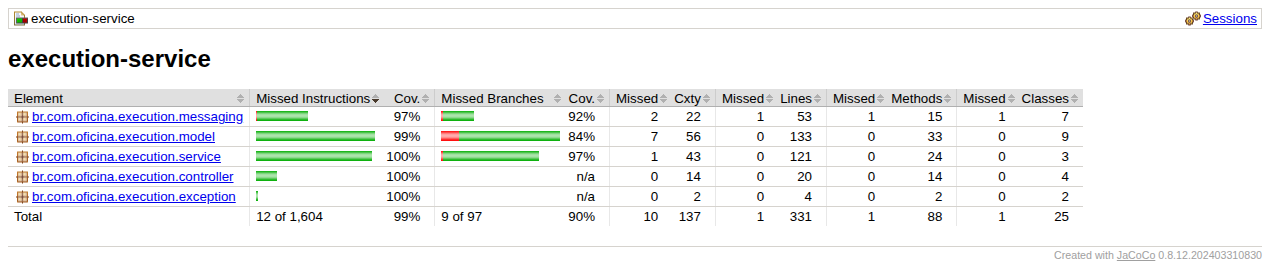 execution-service Sessions
execution-service
Element Missed Instructions Cov. Missed Branches Cov. Missed Cxty Missed Lines Missed Methods Missed Classes
br.com.oficina.execution.messaging 97% 92% 2 22 1 53 1 15 1 7
br.com.oficina.execution.model 99% 84% 7 56 0 133 0 33 0 9
br.com.oficina.execution.service 100% 97% 1 43 0 121 0 24 0 3
br.com.oficina.execution.controller 100% n/a 0 14 0 20 0 14 0 4
br.com.oficina.execution.exception 100% n/a 0 2 0 4 0 2 0 2
Total 12 of 1,604 99% 9 of 97 90% 10 137 1 331 1 88 1 25
Created with JaCoCo 0.8.12.202403310830